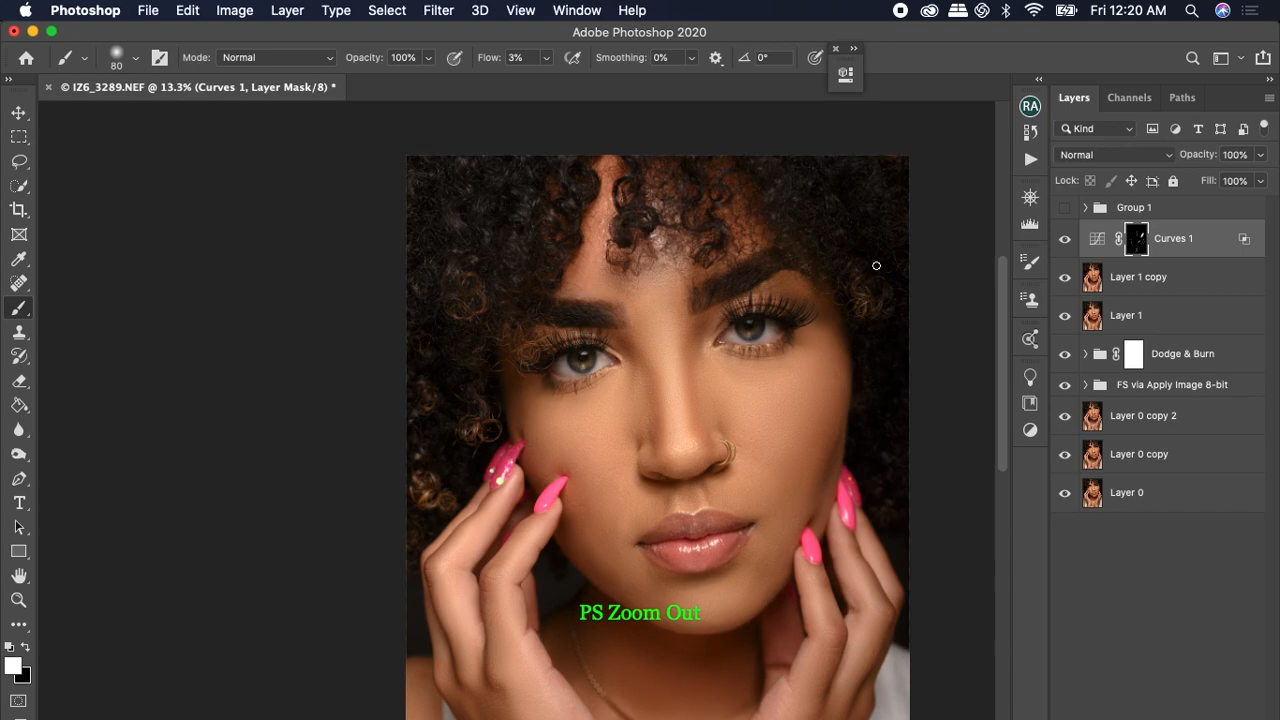 Photoshop File Edit Image Layer Type Select Filter 3D View Window Help Fri 12:20 AM
Adobe Photoshop 2020
80 Mode: Normal Opacity: 100% Flow: 3% Smoothing: 0% 0°
© IZ6_3289.NEF @ 13.3% (Curves 1, Layer Mask/8) *
Layers Channels Paths
RA
Kind
Normal Opacity: 100%
Lock: Fill: 100%
Group 1
Curves 1
Layer 1 copy
Layer 1
Dodge & Burn
FS via Apply Image 8-bit
Layer 0 copy 2
Layer 0 copy
Layer 0
PS Zoom Out